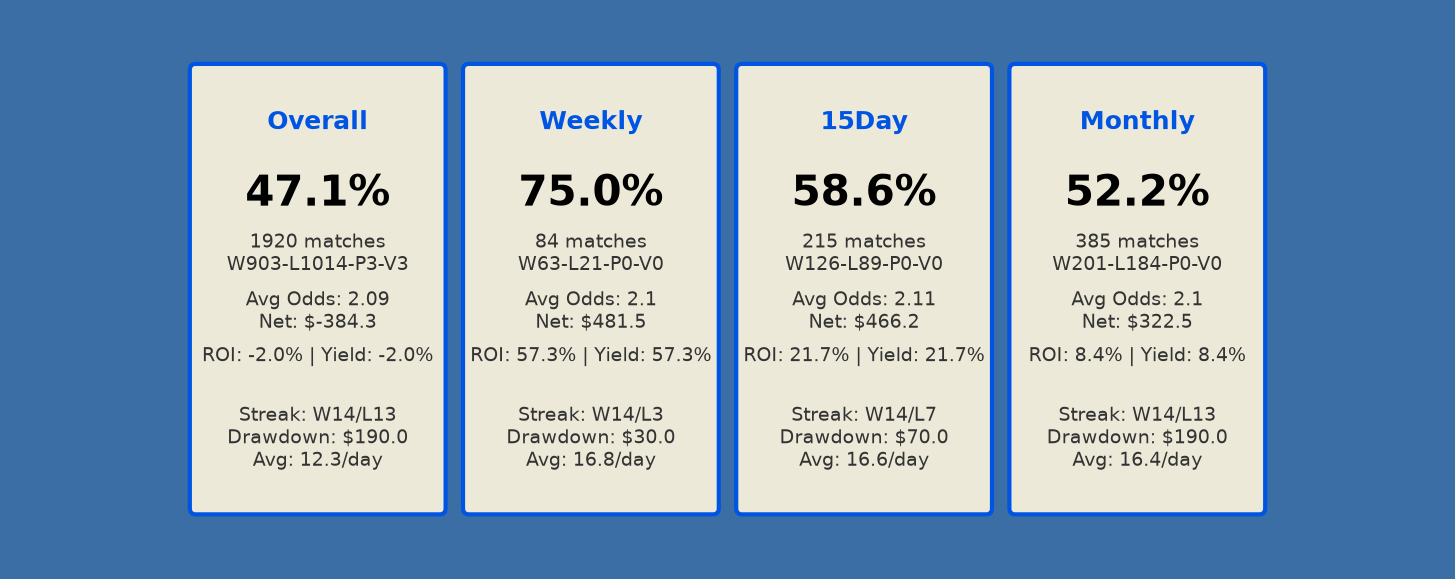 Overall
47.1%
1920 matches
W903-L1014-P3-V3
Avg Odds: 2.09
Net: $-384.3
ROI: -2.0% | Yield: -2.0%
Streak: W14/L13
Drawdown: $190.0
Avg: 12.3/day
Weekly
75.0%
84 matches
W63-L21-P0-V0
Avg Odds: 2.1
Net: $481.5
ROI: 57.3% | Yield: 57.3%
Streak: W14/L3
Drawdown: $30.0
Avg: 16.8/day
15Day
58.6%
215 matches
W126-L89-P0-V0
Avg Odds: 2.11
Net: $466.2
ROI: 21.7% | Yield: 21.7%
Streak: W14/L7
Drawdown: $70.0
Avg: 16.6/day
Monthly
52.2%
385 matches
W201-L184-P0-V0
Avg Odds: 2.1
Net: $322.5
ROI: 8.4% | Yield: 8.4%
Streak: W14/L13
Drawdown: $190.0
Avg: 16.4/day